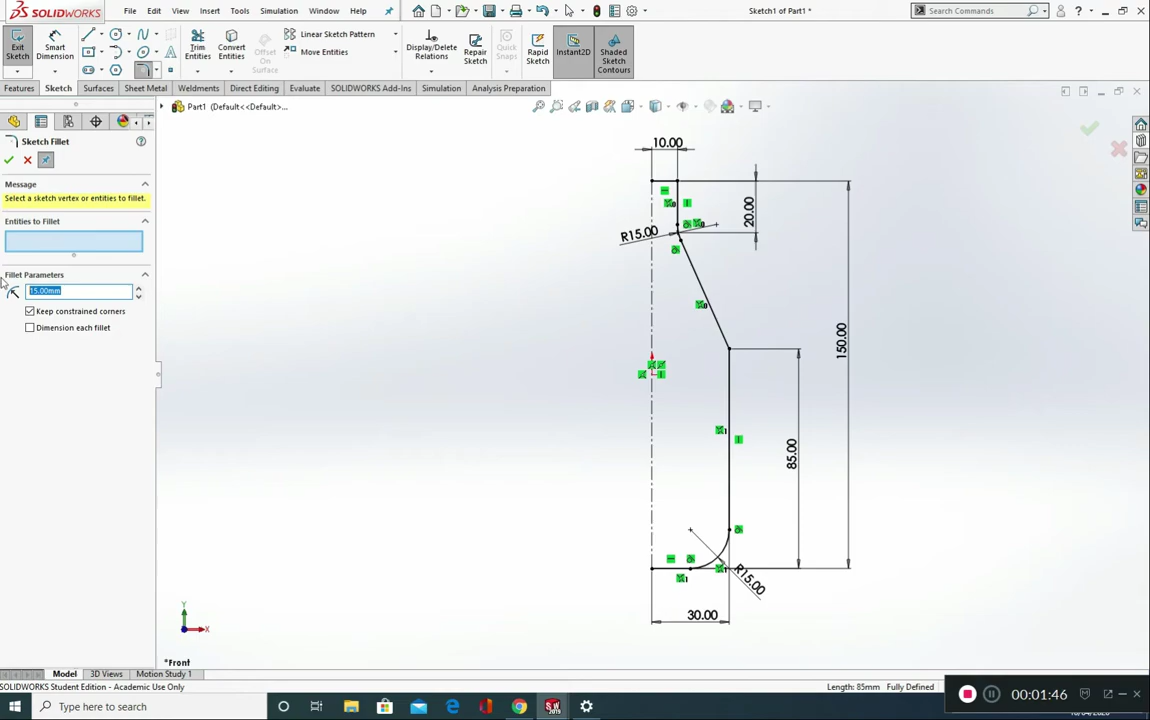 SOLIDWORKS
File Edit View Insert Tools Simulation Window Help
Sketch1 of Part1 *
Search Commands
Exit Sketch
Smart Dimension
Trim Entities
Convert Entities
Offset On Surface
Linear Sketch Pattern
Move Entities
Display/Delete Relations
Repair Sketch
Quick Snaps
Rapid Sketch
Instant2D
Shaded Sketch Contours
Features Sketch Surfaces Sheet Metal Weldments Direct Editing Evaluate SOLIDWORKS Add-Ins Simulation Analysis Preparation
Part1 (Default<<Default>...
Sketch Fillet
Message
Select a sketch vertex or entities to fillet.
Entities to Fillet
Fillet Parameters
15.00mm
Keep constrained corners
Dimension each fillet
10.00
20.00
R15.00
150.00
85.00
R15.00
30.00
Y
X
*Front
Model 3D Views Motion Study 1
SOLIDWORKS Student Edition - Academic Use Only
Length: 85mm Fully Defined
Type here to search
00:01:46